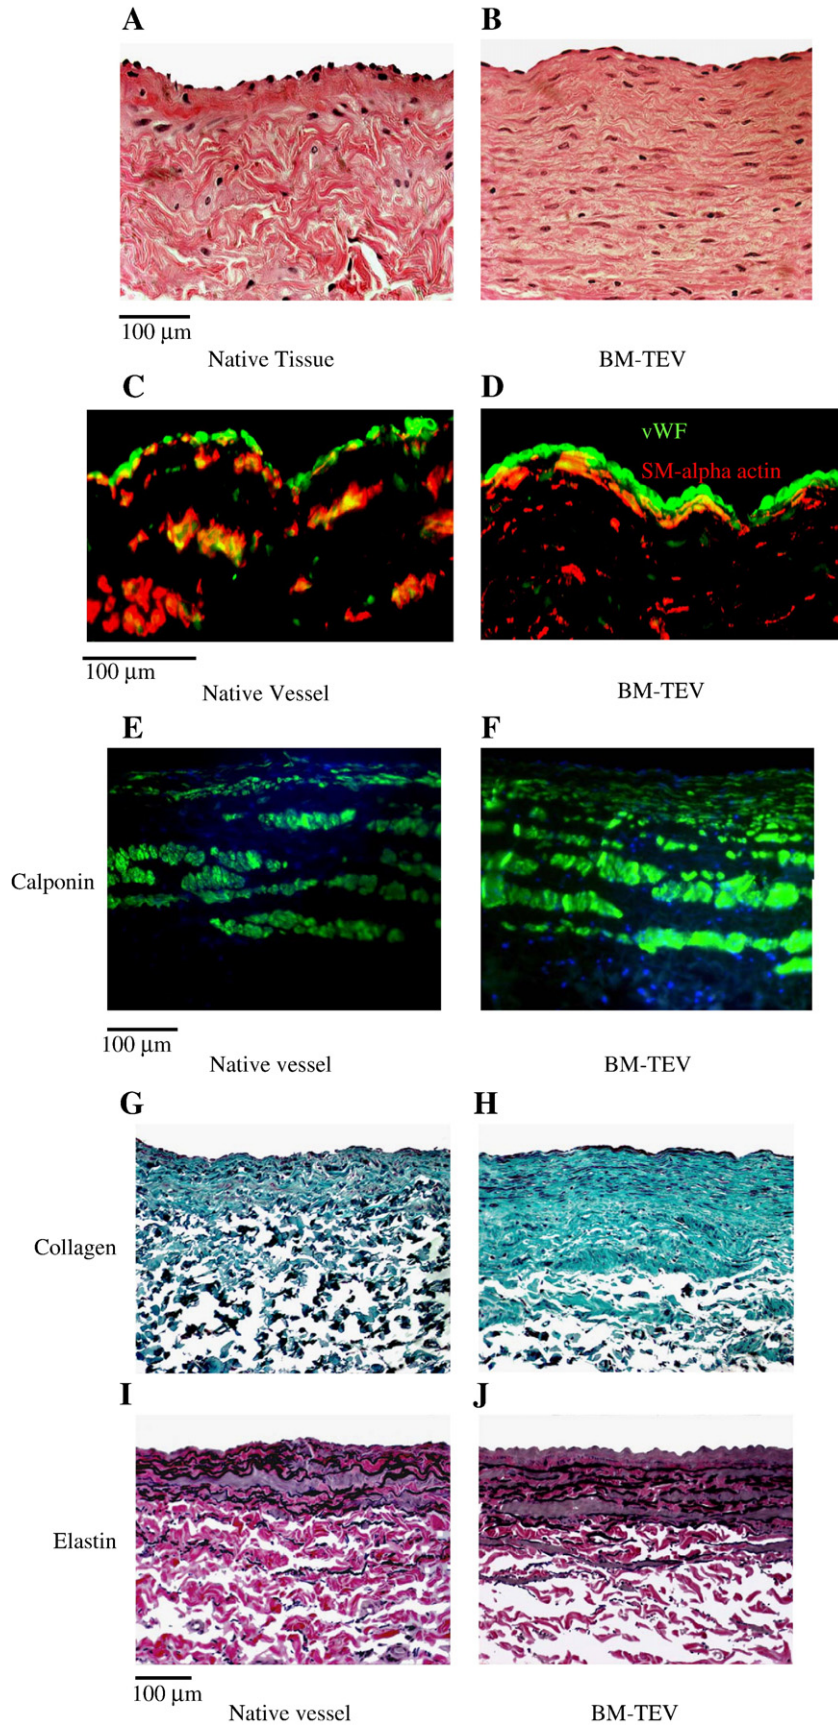 A B
100 μm
Native Tissue BM-TEV
C D
vWF
SM-alpha actin
100 μm
Native Vessel BM-TEV
E F
Calponin
100 μm
Native vessel BM-TEV
G H
Collagen
I J
Elastin
100 μm
Native vessel BM-TEV